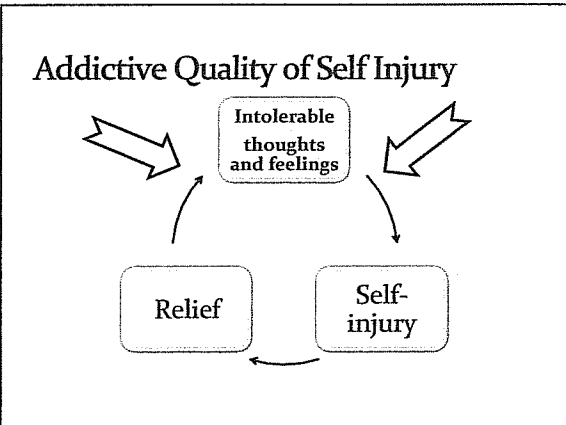 Addictive Quality of Self Injury
Intolerable
thoughts
and feelings
Relief
Self-
injury